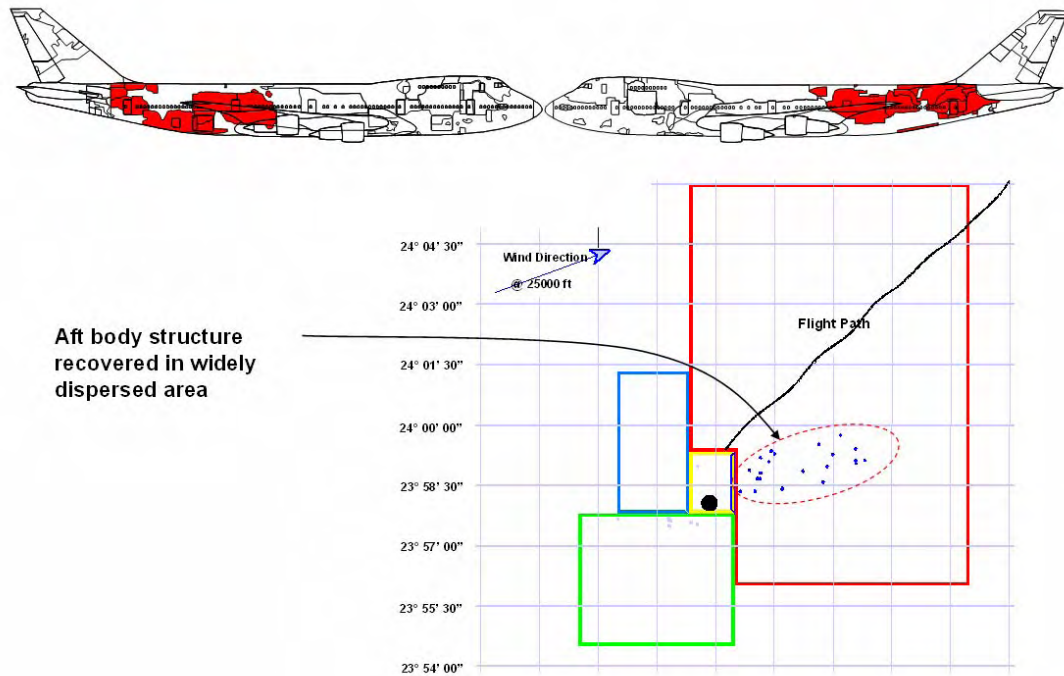 24° 04' 30"
Wind Direction
@ 25000 ft
24° 03' 00"
Flight Path
Aft body structure
recovered in widely
dispersed area
24° 01' 30"
24° 00' 00"
23° 58' 30"
23° 57' 00"
23° 55' 30"
23° 54' 00"